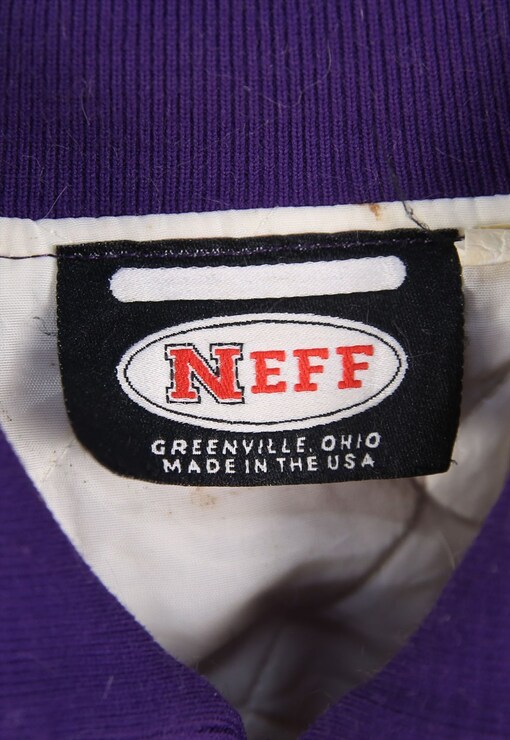 NEFF
GREENVILLE, OHIO
MADE IN THE USA